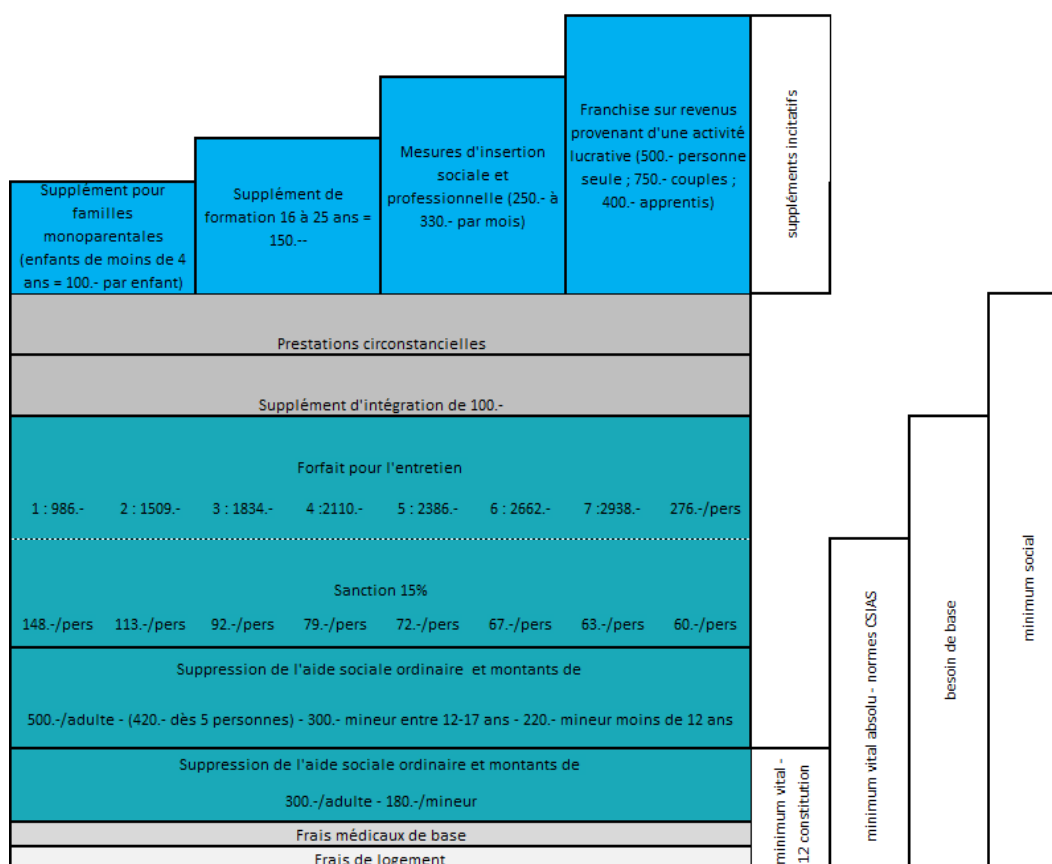 Supplément pour
familles
monoparentales
(enfants de moins de 4
ans = 100.- par enfant)
Supplément de
formation 16 à 25 ans =
150.--
Mesures d'insertion
sociale et
professionnelle (250.- à
330.- par mois)
Franchise sur revenus
provenant d'une activité
lucrative (500.- personne
seule ; 750.- couples ;
400.- apprentis)
suppléments incitatifs
Prestations circonstancielles
Supplément d'intégration de 100.-
Forfait pour l'entretien
1 : 986.- 2 : 1509.- 3 : 1834.- 4 :2110.- 5 : 2386.- 6 : 2662.- 7 :2938.- 276.-/pers
Sanction 15%
148.-/pers 113.-/pers 92.-/pers 79.-/pers 72.-/pers 67.-/pers 63.-/pers 60.-/pers
Suppression de l'aide sociale ordinaire et montants de
500.-/adulte - (420.- dès 5 personnes) - 300.- mineur entre 12-17 ans - 220.- mineur moins de 12 ans
Suppression de l'aide sociale ordinaire et montants de
300.-/adulte - 180.-/mineur
Frais médicaux de base
Frais de logement
minimum vital -
12 constitution
minimum vital absolu - normes CSIAS
besoin de base
minimum social